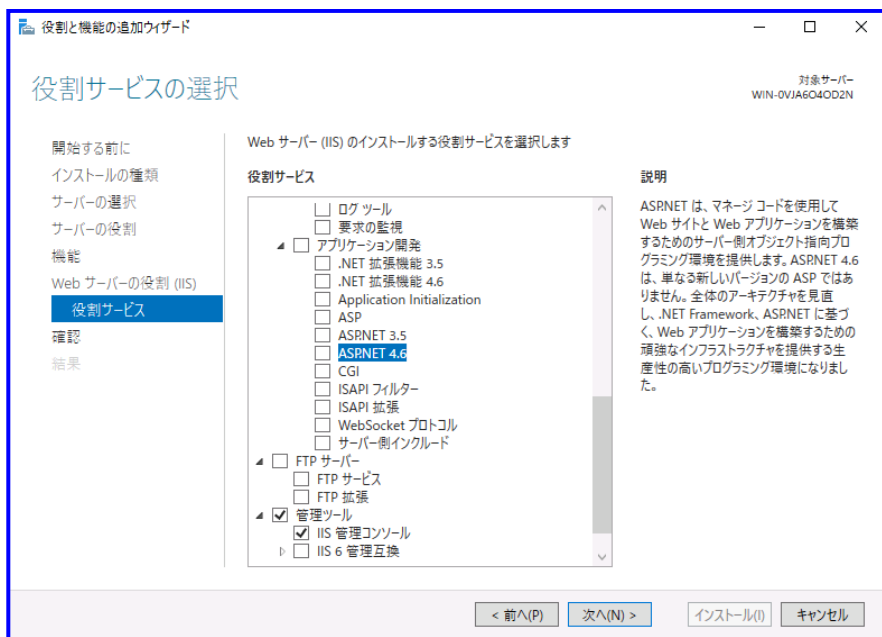 役割と機能の追加ウィザード
役割サービスの選択
対象サーバー
WIN-0VJA6O4OD2N
開始する前に
インストールの種類
サーバーの選択
サーバーの役割
機能
Web サーバーの役割 (IIS)
役割サービス
確認
結果
Web サーバー (IIS) のインストールする役割サービスを選択します
役割サービス
ログ ツール
要求の監視
アプリケーション開発
.NET 拡張機能 3.5
.NET 拡張機能 4.6
Application Initialization
ASP
ASP.NET 3.5
ASP.NET 4.6
CGI
ISAPI フィルター
ISAPI 拡張
WebSocket プロトコル
サーバー側インクルード
FTP サーバー
FTP サービス
FTP 拡張
管理ツール
IIS 管理コンソール
IIS 6 管理互換
説明
ASP.NET は、マネージ コードを使用して
Web サイトと Web アプリケーションを構築
するためのサーバー側オブジェクト指向プロ
グラミング環境を提供します。ASP.NET 4.6
は、単なる新しいバージョンの ASP ではあ
りません。全体のアーキテクチャを見直
し、.NET Framework、ASP.NET に基づ
く、Web アプリケーションを構築するための
頑強なインフラストラクチャを提供する生
産性の高いプログラミング環境になりまし
た。
< 前へ(P)
次へ(N) >
インストール(I)
キャンセル